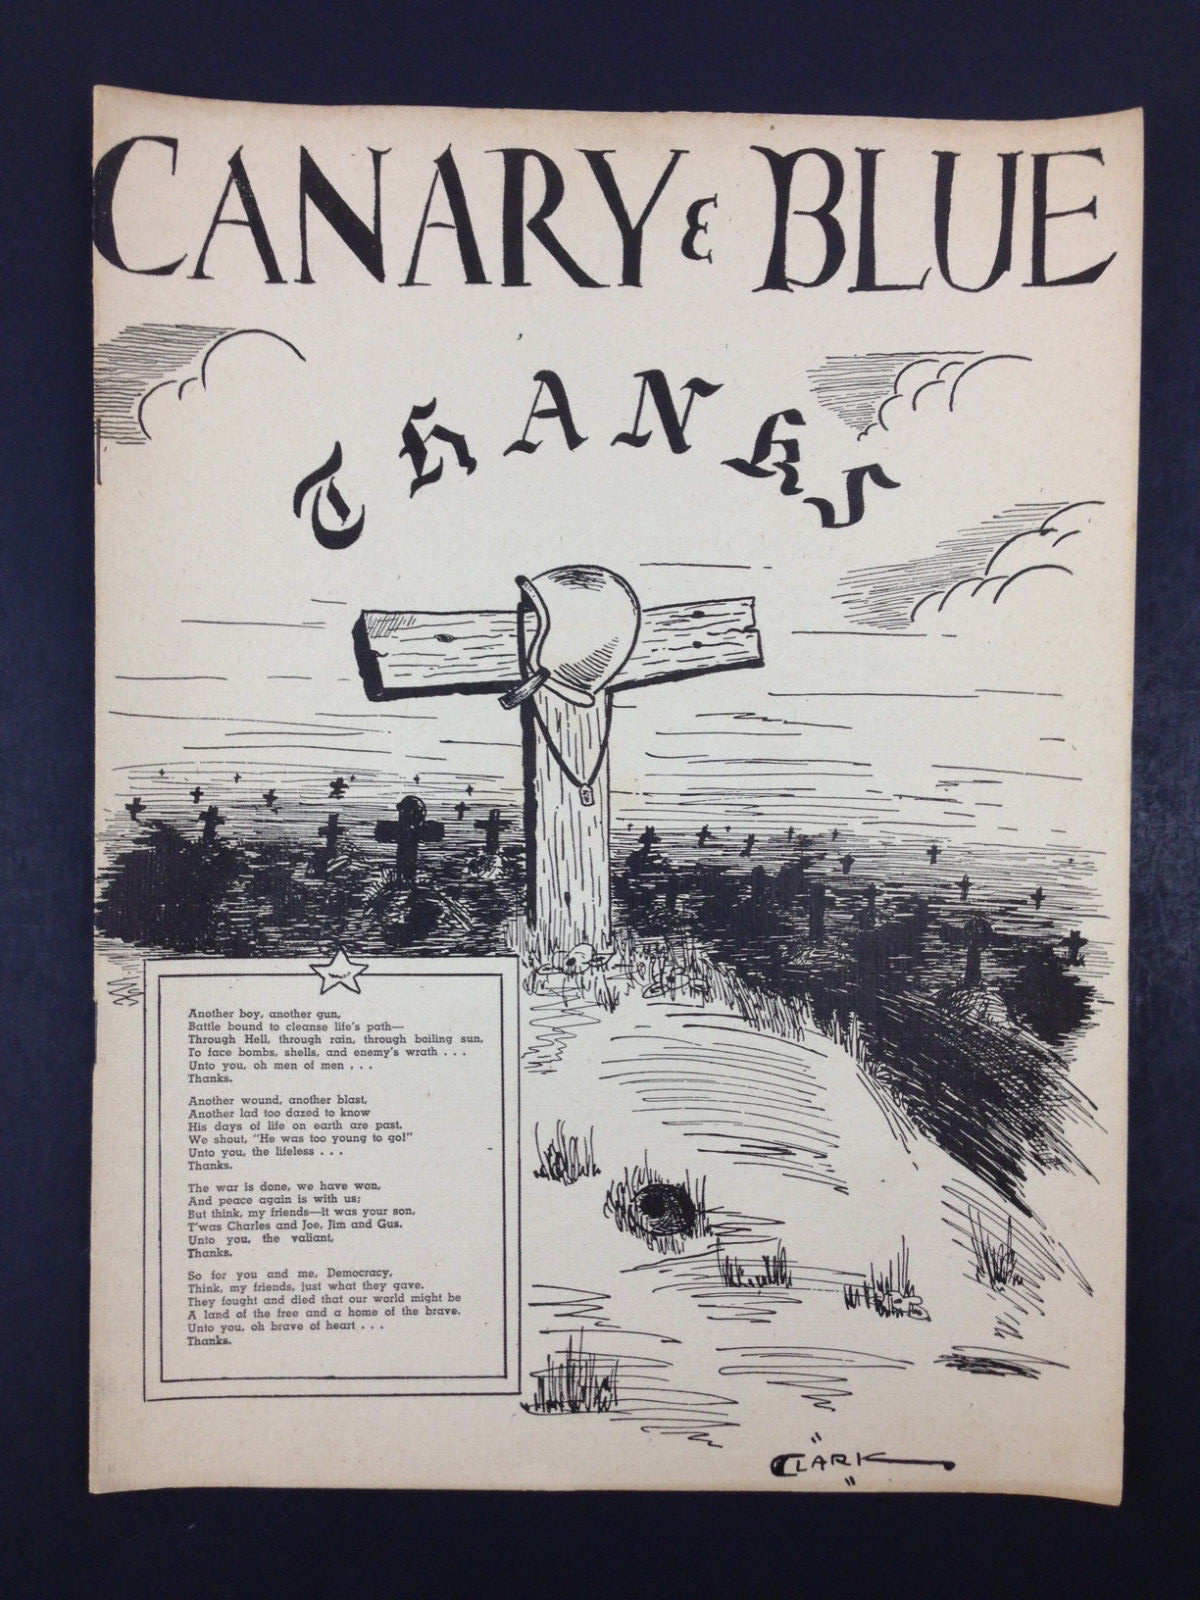 CANARY & BLUE
THANKS
Another boy, another gun,
Battle bound to cleanse life's path—
Through Hell, through rain, through boiling sun,
To face bombs, shells, and enemy's wrath . . .
Unto you, oh men of men . . .
Thanks.
Another wound, another blast,
Another lad too dazed to know
His days of life on earth are past.
We shout, "He was too young to go!"
Unto you, the lifeless . . .
Thanks.
The war is done, we have won,
And peace again is with us;
But think, my friends—it was your son,
T'was Charles and Joe, Jim and Gus.
Unto you, the valiant,
Thanks.
So for you and me, Democracy,
Think, my friends, just what they gave.
They fought and died that our world might be
A land of the free and a home of the brave.
Unto you, oh brave of heart . . .
Thanks.
"CLARK"